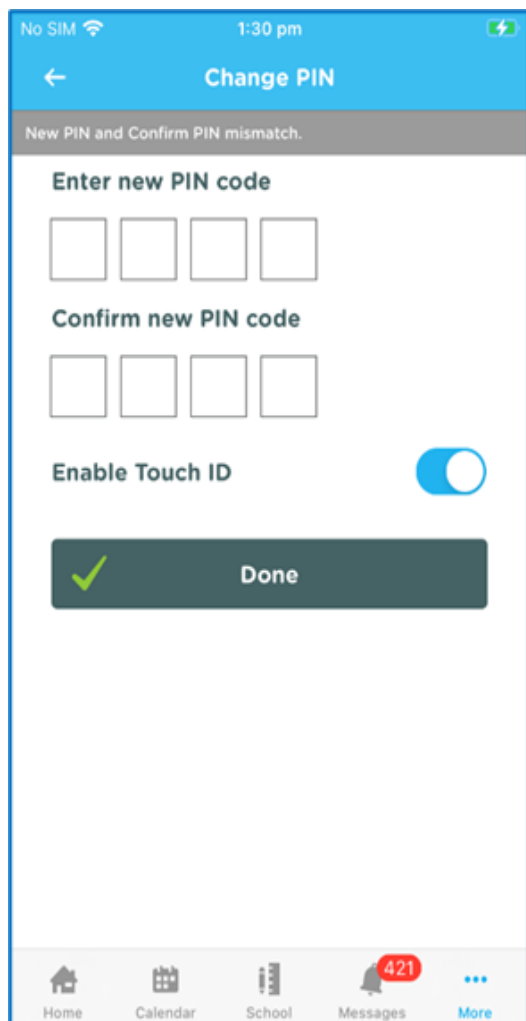 No SIM 1:30 pm
Change PIN
New PIN and Confirm PIN mismatch.
Enter new PIN code
Confirm new PIN code
Enable Touch ID
Done
421
Home Calendar School Messages More